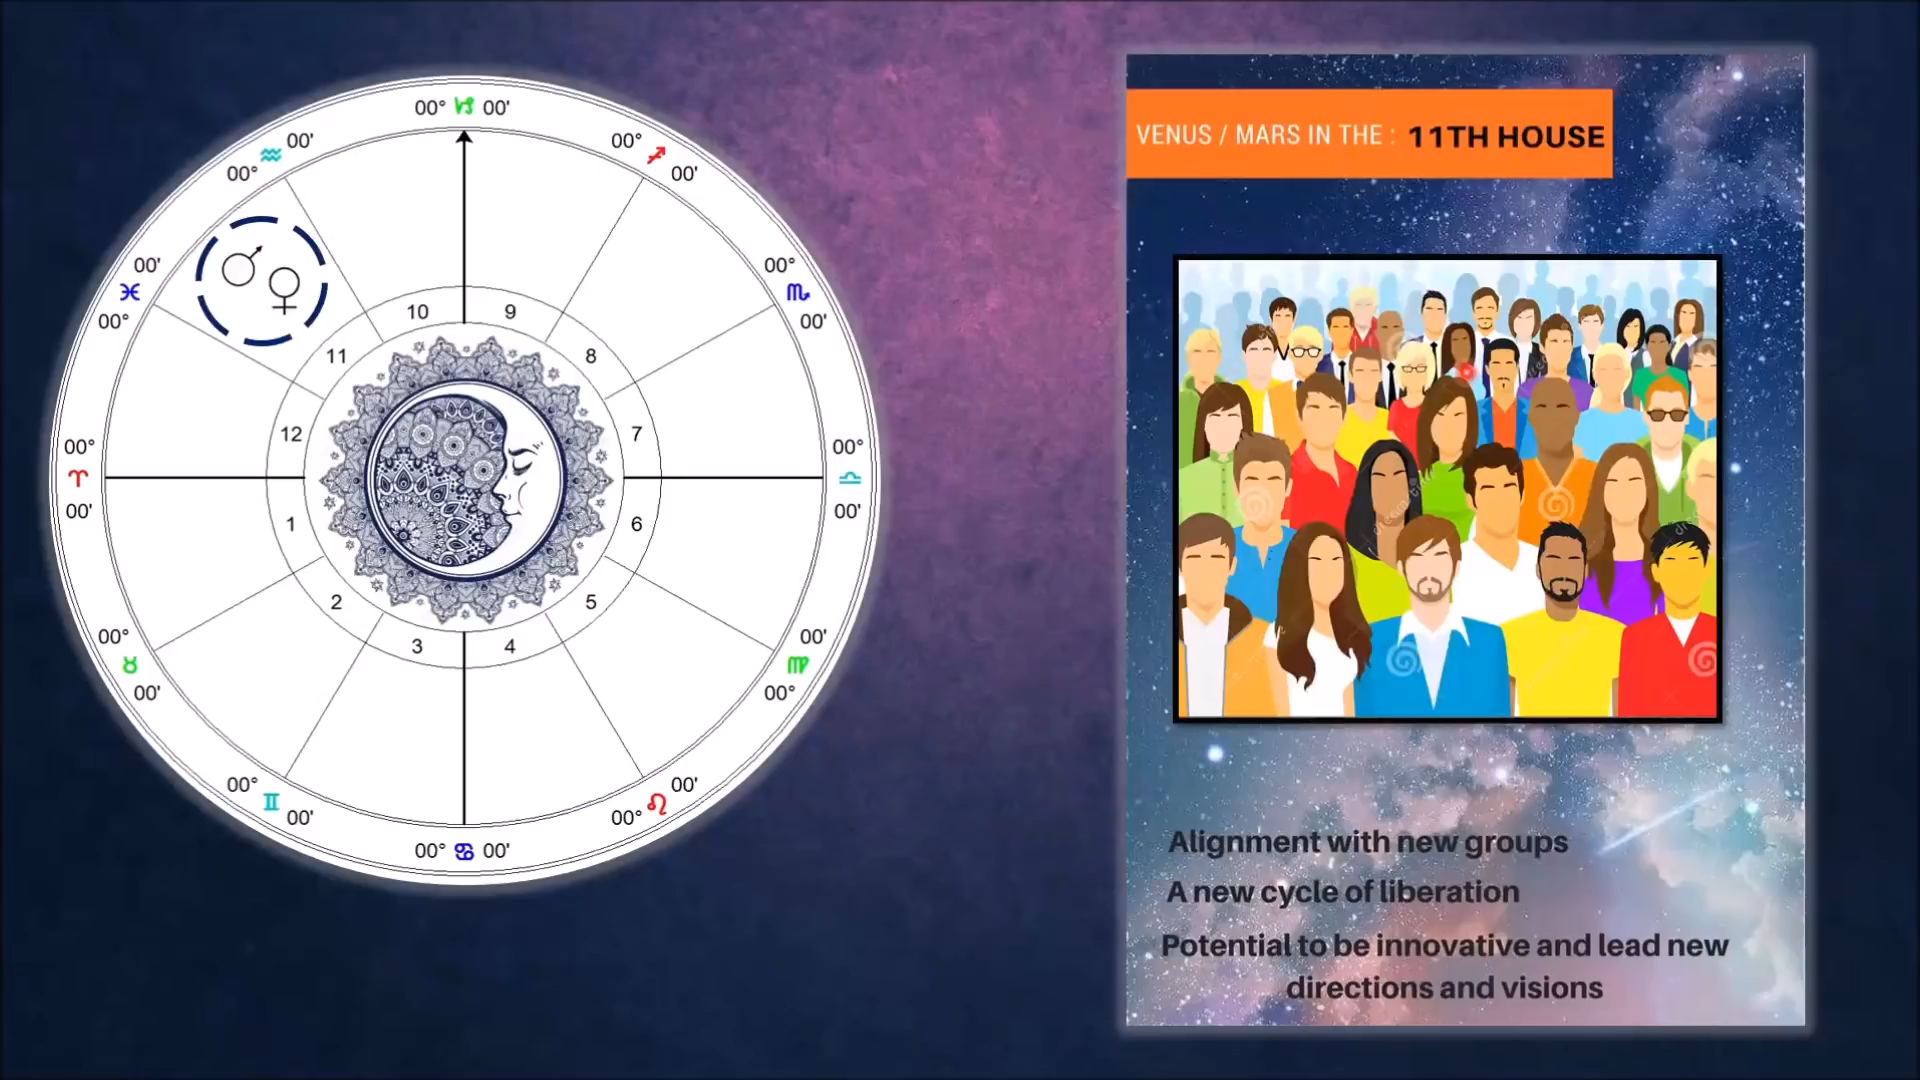 00° ♑ 00'
00' ♒ 00°
00° ♐ 00'
00' ♓ 00°
00° ♏ 00'
00° ♈ 00'
00° ♎ 00'
00° ♉ 00'
00' ♍ 00°
00° ♊ 00'
00' ♌ 00°
00° ♋ 00'
♂ ♀
10
9
11
8
12
7
1
6
2
5
3
4
VENUS / MARS IN THE : 11TH HOUSE
Alignment with new groups
A new cycle of liberation
Potential to be innovative and lead new
directions and visions